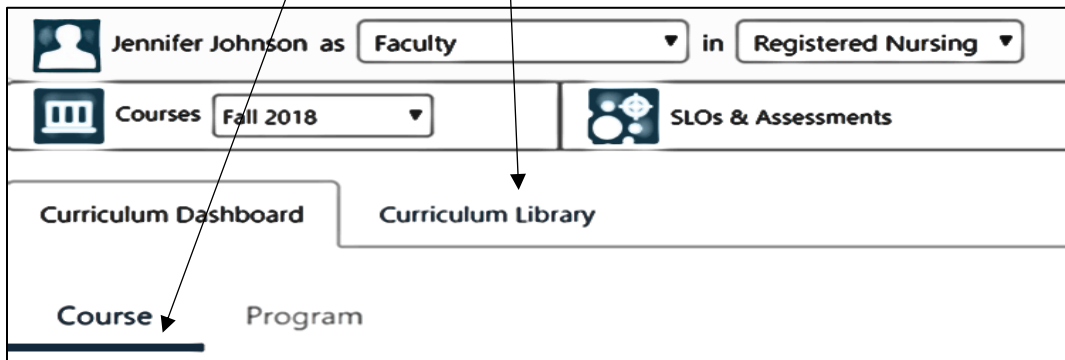 Jennifer Johnson as Faculty in Registered Nursing
Courses Fall 2018 SLOs & Assessments
Curriculum Dashboard Curriculum Library
Course Program